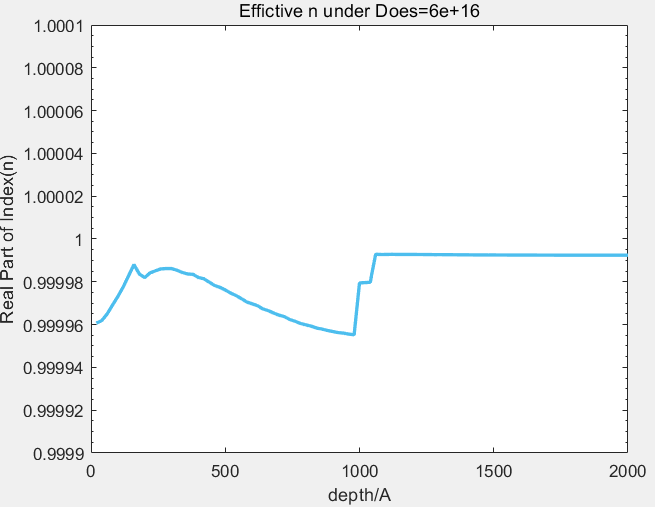 Effictive n under Does=6e+16
Real Part of Index(n)
1.0001
1.00008
1.00006
1.00004
1.00002
1
0.99998
0.99996
0.99994
0.99992
0.9999
0 500 1000 1500 2000
depth/A